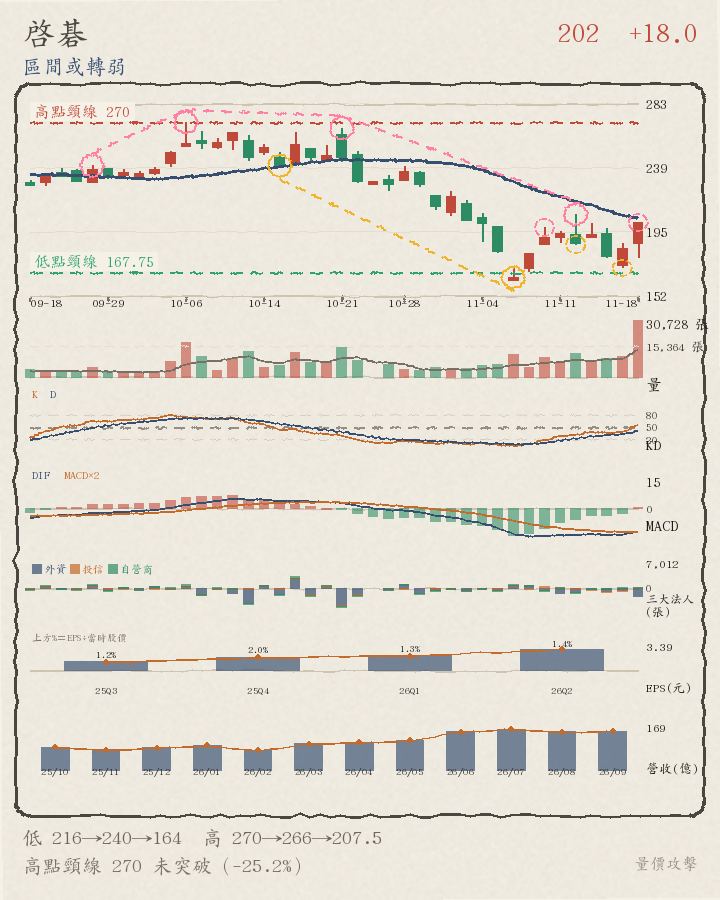 啓碁
202 +18.0
區間或轉弱
283
高點頸線 270
239
195
低點頸線 167.75
152
09-18 09-29 10-06 10-14 10-21 10-28 11-04 11-11 11-18
30,728 張
15,364 張
量
K D
80
50
20
KD
DIF MACD×2
15
0
MACD
7,012
外資 投信 自營商
0
三大法人
(張)
上方%=EPS÷當時股價
1.2% 2.0% 1.3% 1.4%
3.39
25Q3 25Q4 26Q1 26Q2
EPS(元)
169
25/10 25/11 25/12 26/01 26/02 26/03 26/04 26/05 26/06 26/07 26/08 26/09
營收(億)
低 216→240→164 高 270→266→207.5
高點頸線 270 未突破 (-25.2%)
量價攻擊